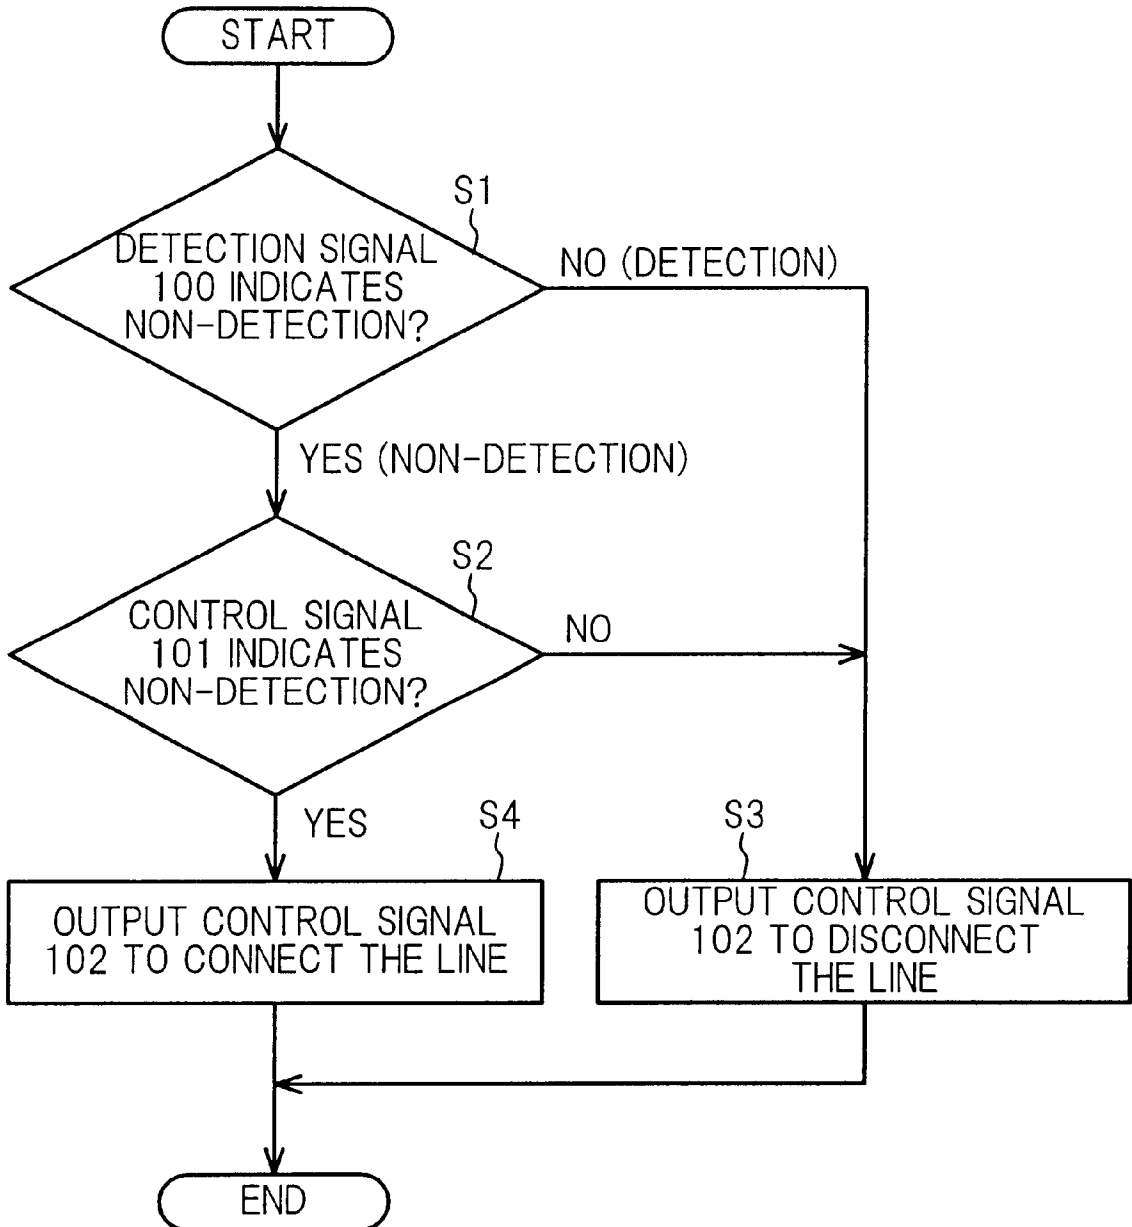 START
S1
DETECTION SIGNAL
100 INDICATES
NON-DETECTION?
NO (DETECTION)
YES (NON-DETECTION)
S2
CONTROL SIGNAL
101 INDICATES
NON-DETECTION?
NO
YES
S4
OUTPUT CONTROL SIGNAL
102 TO CONNECT THE LINE
S3
OUTPUT CONTROL SIGNAL
102 TO DISCONNECT
THE LINE
END